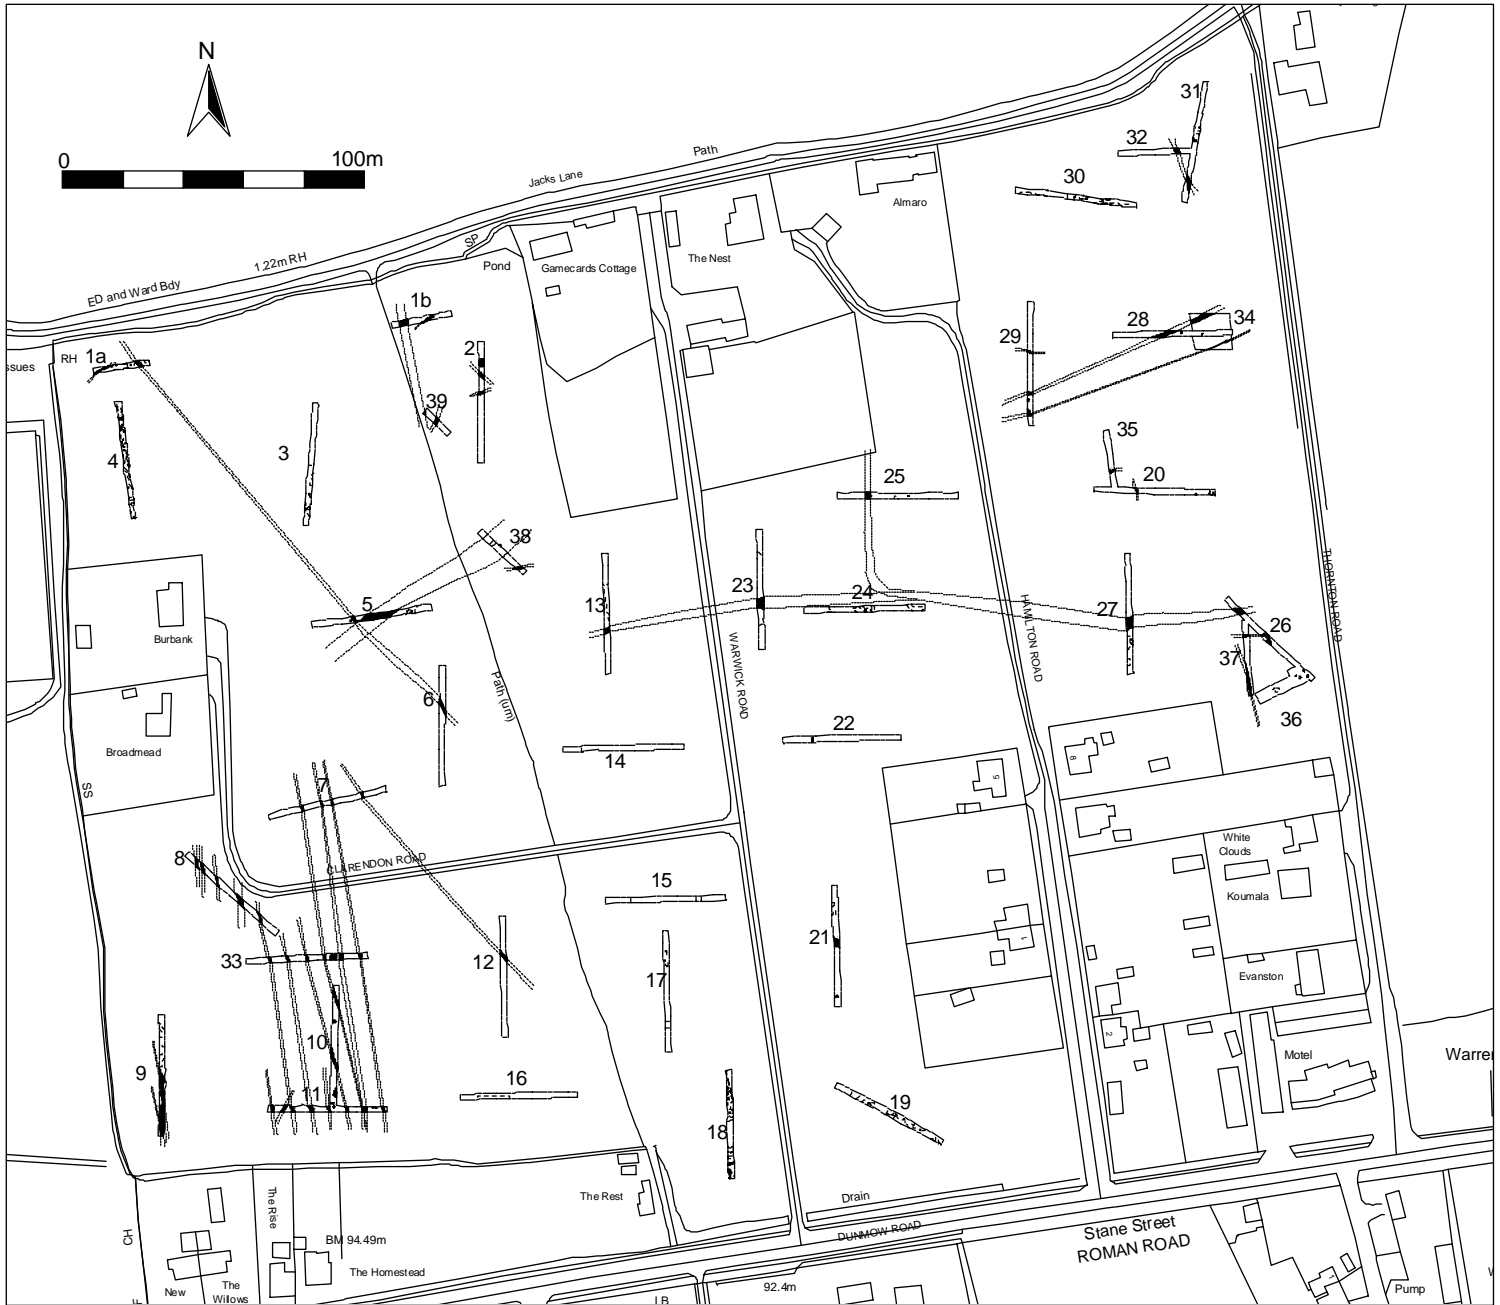 N
0 100m
Path
Jacks Lane
1.22m RH
ED and Ward Bdy
SP
Pond
Gamecards Cottage
The Nest
Almaro
31
32
30
1b
RH
1a
ssues
2
39
4
3
28
34
29
35
20
25
38
5
13
23
24
27
26
37
36
6
Burbank
Broadmead
SS
Path (um)
WARWICK ROAD
HAMILTON ROAD
THORNTON ROAD
14
22
7
8
CLARENDON ROAD
15
33
12
17
21
9
10
11
16
18
19
8
9
1
2
White
Clouds
Koumala
Evanston
Motel
Warre
The Rest
Drain
DUNMOW ROAD
Stane Street
ROMAN ROAD
CH
The Rise
BM 94.49m
The Homestead
New
The
Willows
LB
92.4m
1
Pump